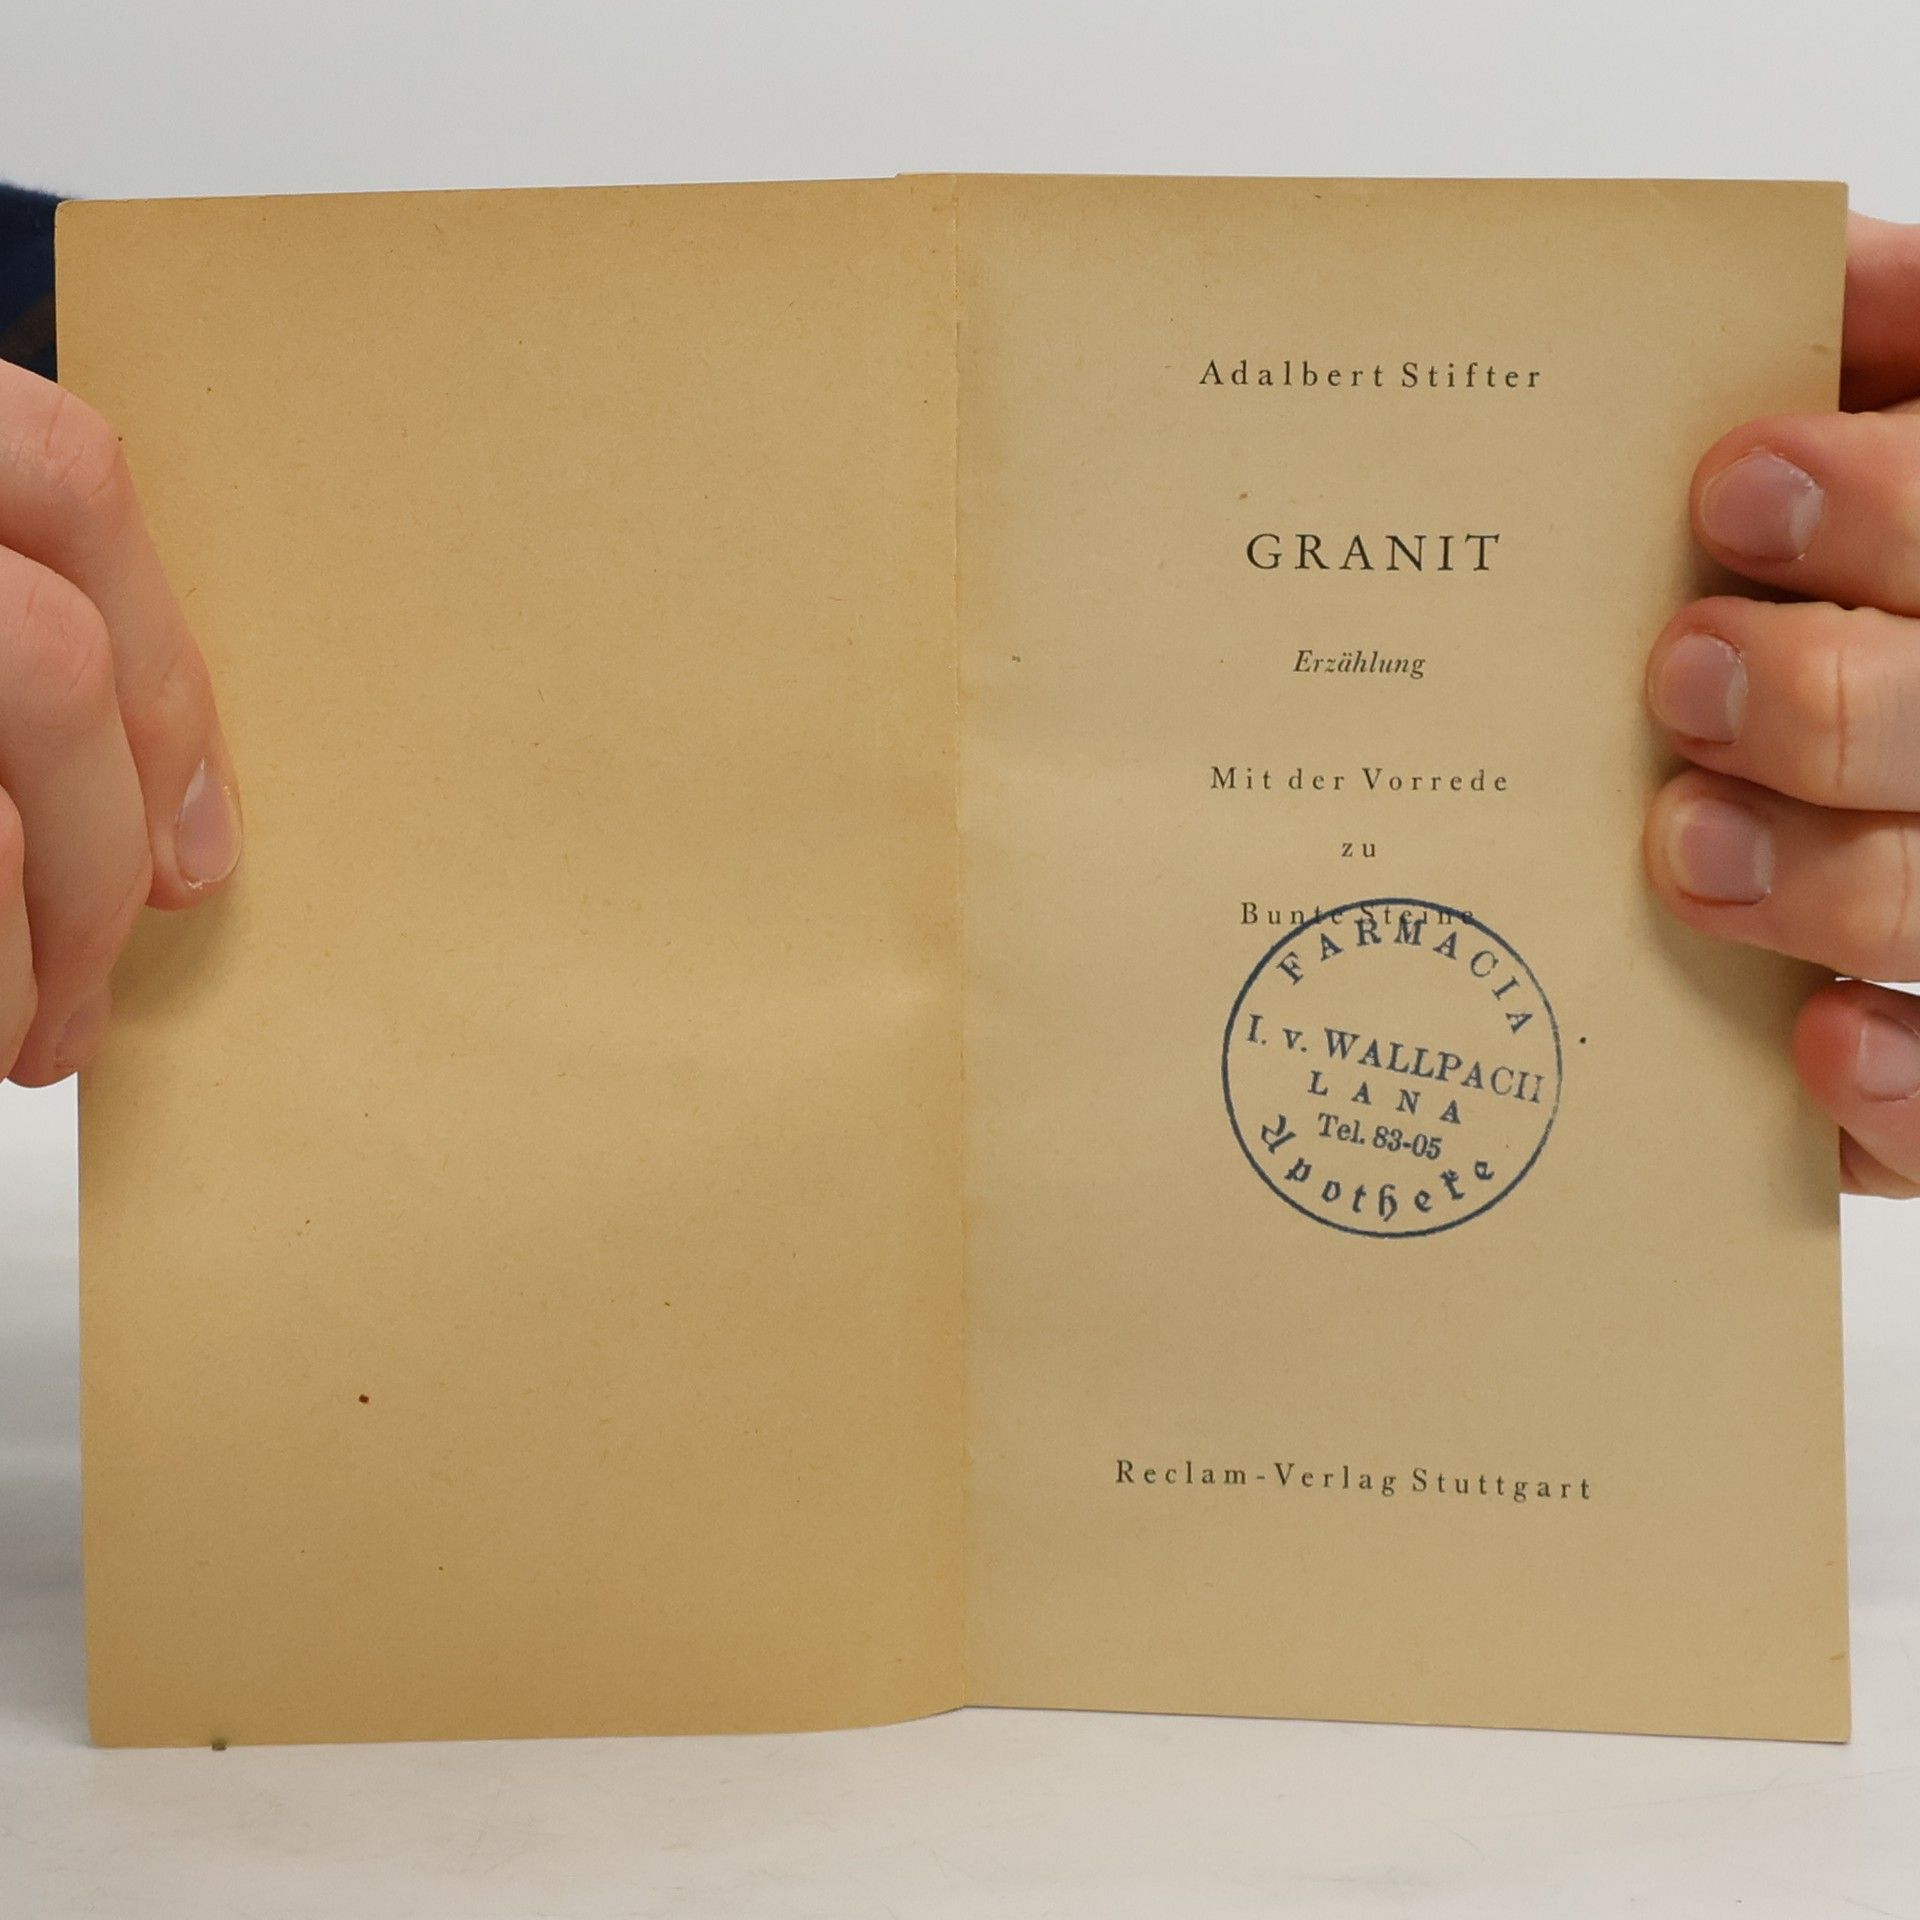 Adalbert Stifter
GRANIT
Erzählung
Mit der Vorrede
zu
Bunte Steine
FARMACIA
I. v. WALLPACH
LANA
Tel. 83-05
Apotheke
Reclam-Verlag Stuttgart